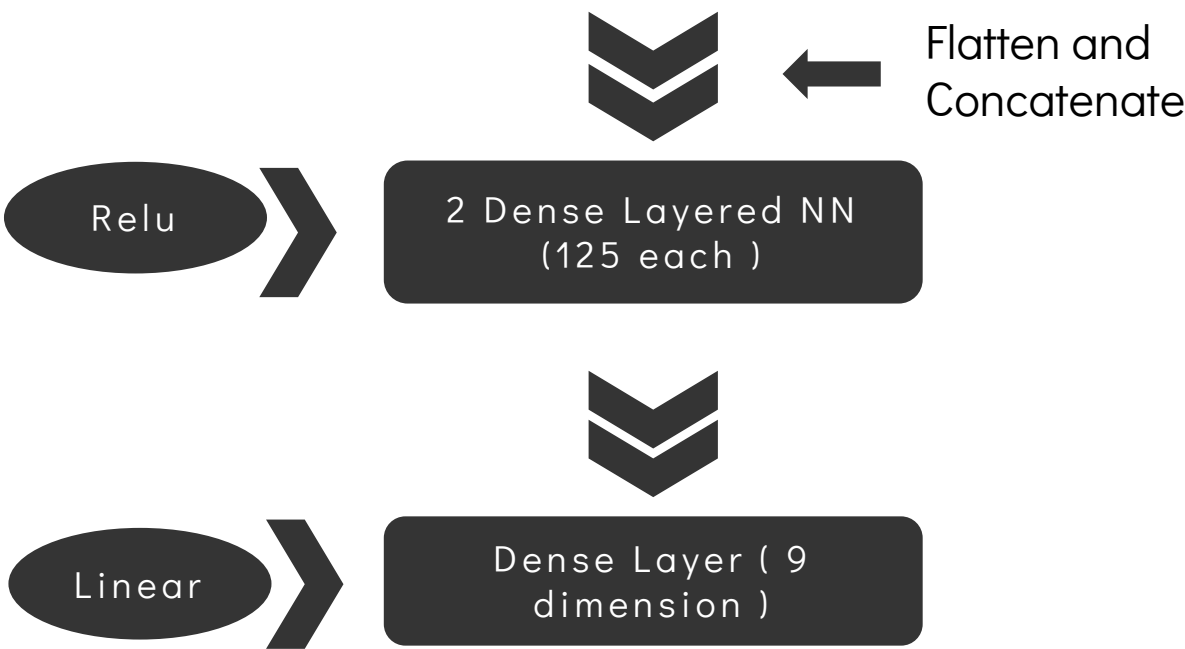 Flatten and
Concatenate
Relu
2 Dense Layered NN
(125 each )
Linear
Dense Layer ( 9
dimension )